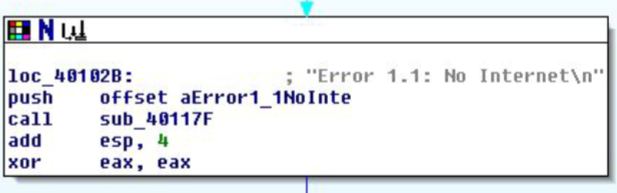 loc_40102B: ; "Error 1.1: No Internet\n"
push offset aError1_1NoInte
call sub_40117F
add esp, 4
xor eax, eax